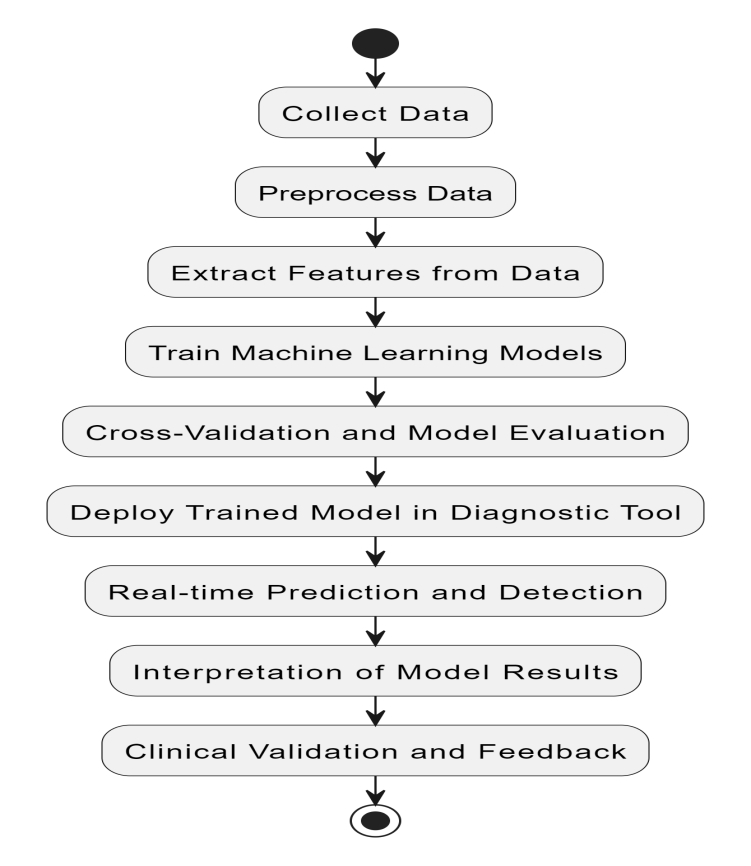 Collect Data
Preprocess Data
Extract Features from Data
Train Machine Learning Models
Cross-Validation and Model Evaluation
Deploy Trained Model in Diagnostic Tool
Real-time Prediction and Detection
Interpretation of Model Results
Clinical Validation and Feedback